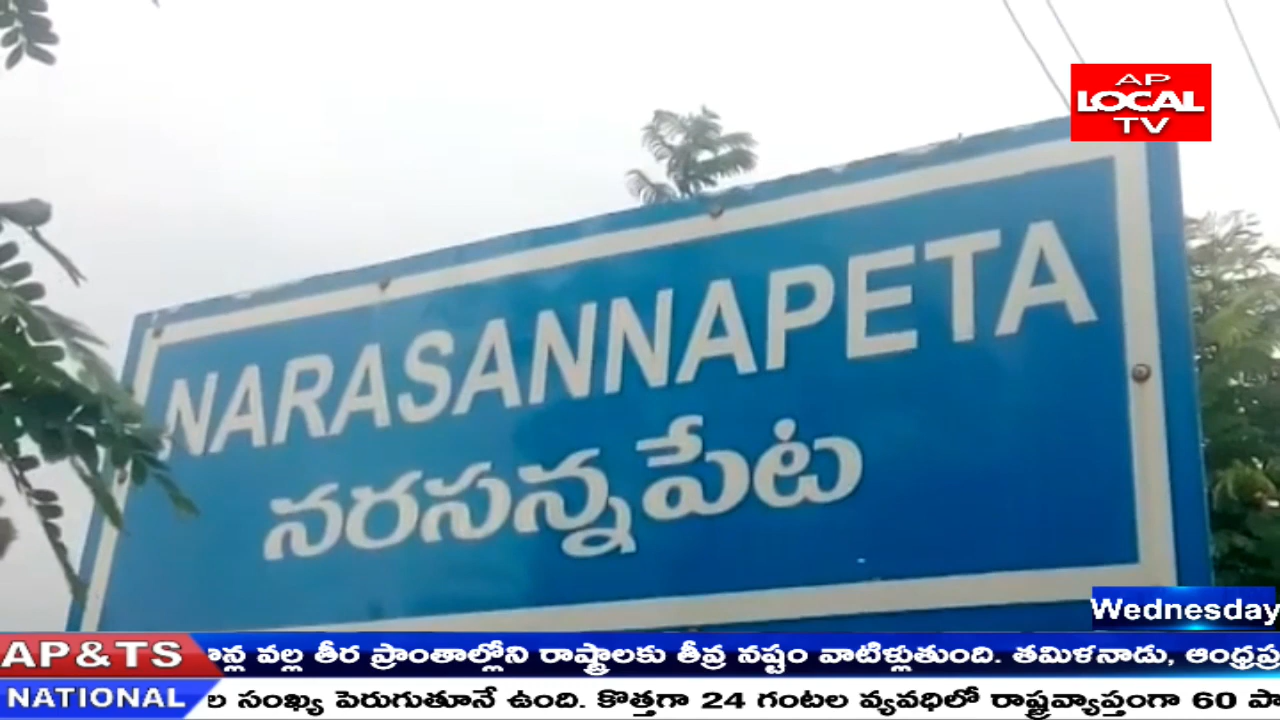 AP
LOCAL
TV
NARASANNAPETA
నరసన్నపేట
Wednesday
AP&TS
వల్ల తీర ప్రాంతాల్లోని రాష్ట్రాలకు తీవ్ర నష్టం వాటిళ్లుతుంది. తమిళనాడు,
NATIONAL
ల సంఖ్య పెరుగుతూనే ఉంది. కొత్తగా 24 గంటల వ్యవధిలో రాష్ట్రవ్యాప్తంగా 60